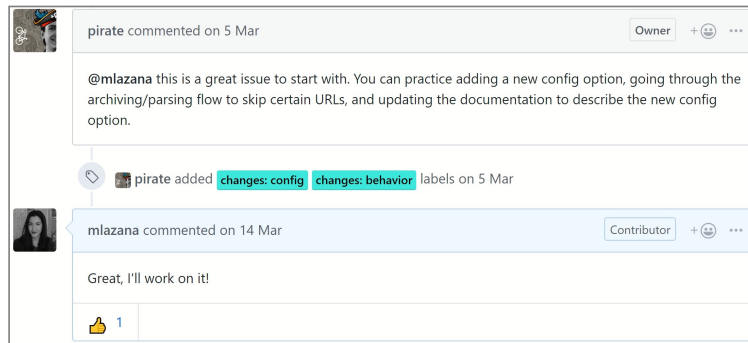 pirate commented on 5 Mar
Owner
@mlazana this is a great issue to start with. You can practice adding a new config option, going through the
archiving/parsing flow to skip certain URLs, and updating the documentation to describe the new config
option.
pirate added changes: config changes: behavior labels on 5 Mar
mlazana commented on 14 Mar
Contributor
Great, I'll work on it!
1